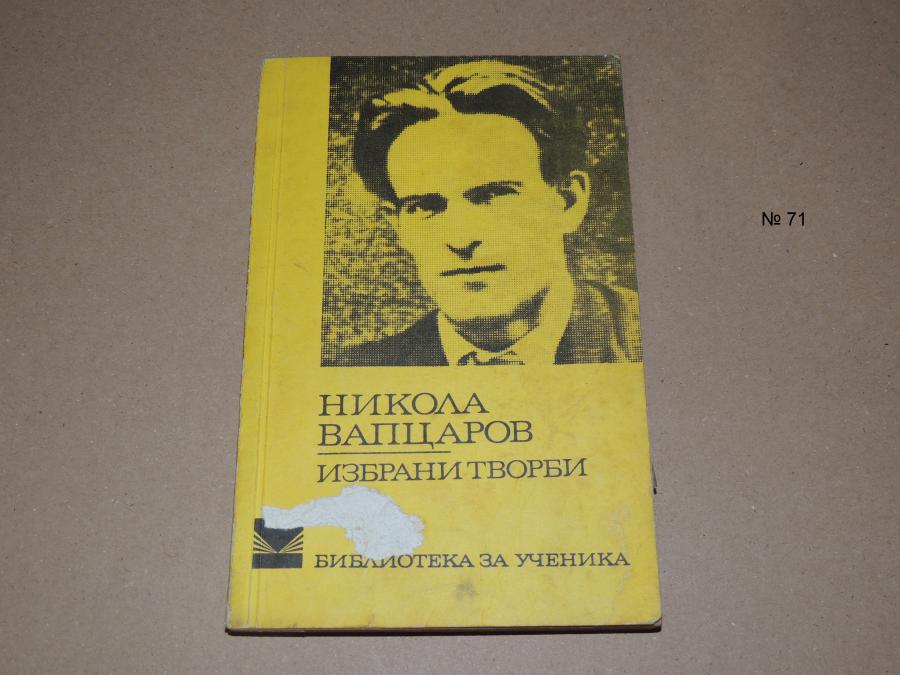 НИКОЛА
ВАПЦАРОВ
ИЗБРАНИ ТВОРБИ
БИБЛИОТЕКА ЗА УЧЕНИКА
№ 71